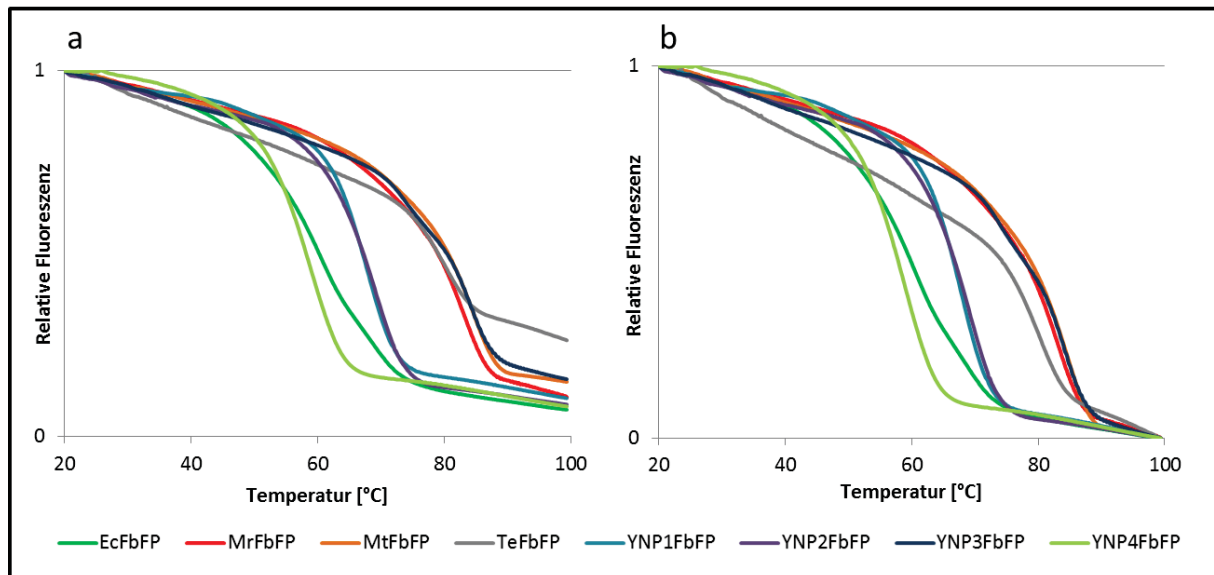 a
b
1
1
Relative Fluoreszenz
Relative Fluoreszenz
0
0
20 40 60 80 100
20 40 60 80 100
Temperatur [°C]
Temperatur [°C]
EcFbFP MrFbFP MtFbFP TeFbFP YNP1FbFP YNP2FbFP YNP3FbFP YNP4FbFP